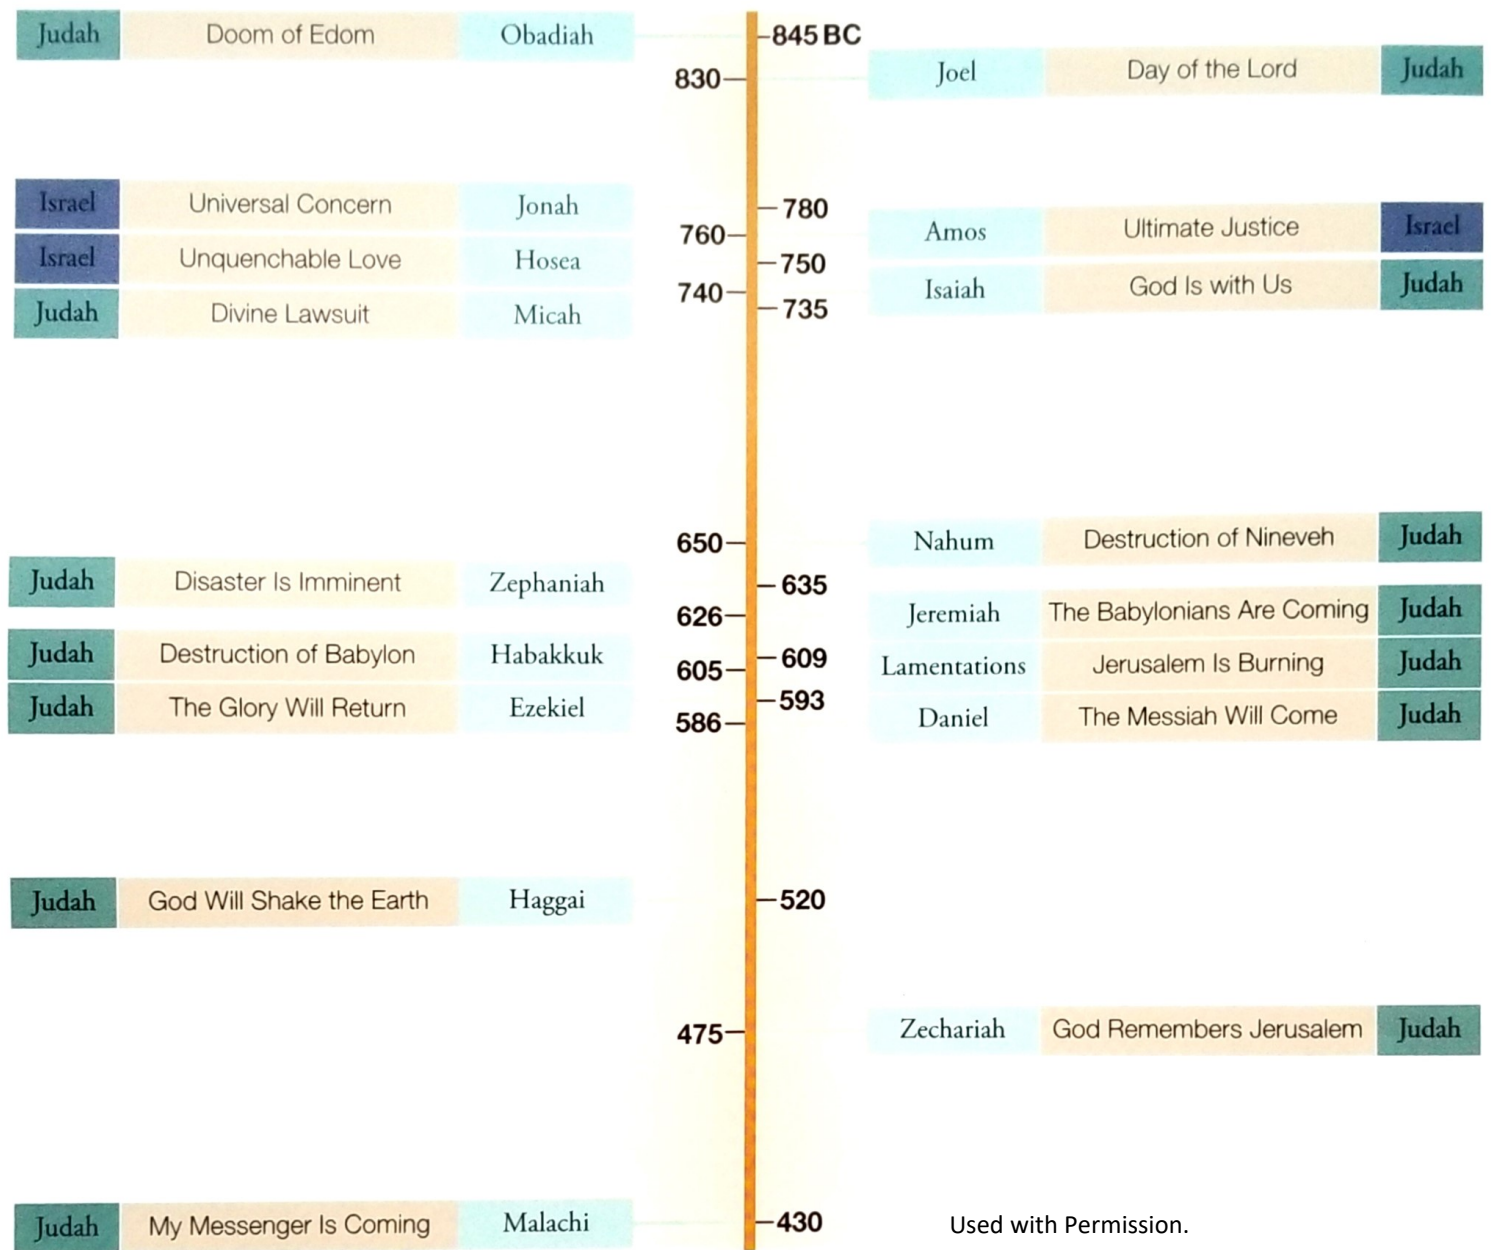 Judah Doom of Edom Obadiah 845 BC
830 Joel Day of the Lord Judah
Israel Universal Concern Jonah 780
760 Amos Ultimate Justice Israel
Israel Unquenchable Love Hosea 750
740 Isaiah God Is with Us Judah
Judah Divine Lawsuit Micah 735
650 Nahum Destruction of Nineveh Judah
Judah Disaster Is Imminent Zephaniah 635
626 Jeremiah The Babylonians Are Coming Judah
Judah Destruction of Babylon Habakkuk 609
605 Lamentations Jerusalem Is Burning Judah
Judah The Glory Will Return Ezekiel 593
586 Daniel The Messiah Will Come Judah
Judah God Will Shake the Earth Haggai 520
475 Zechariah God Remembers Jerusalem Judah
Judah My Messenger Is Coming Malachi 430
Used with Permission.